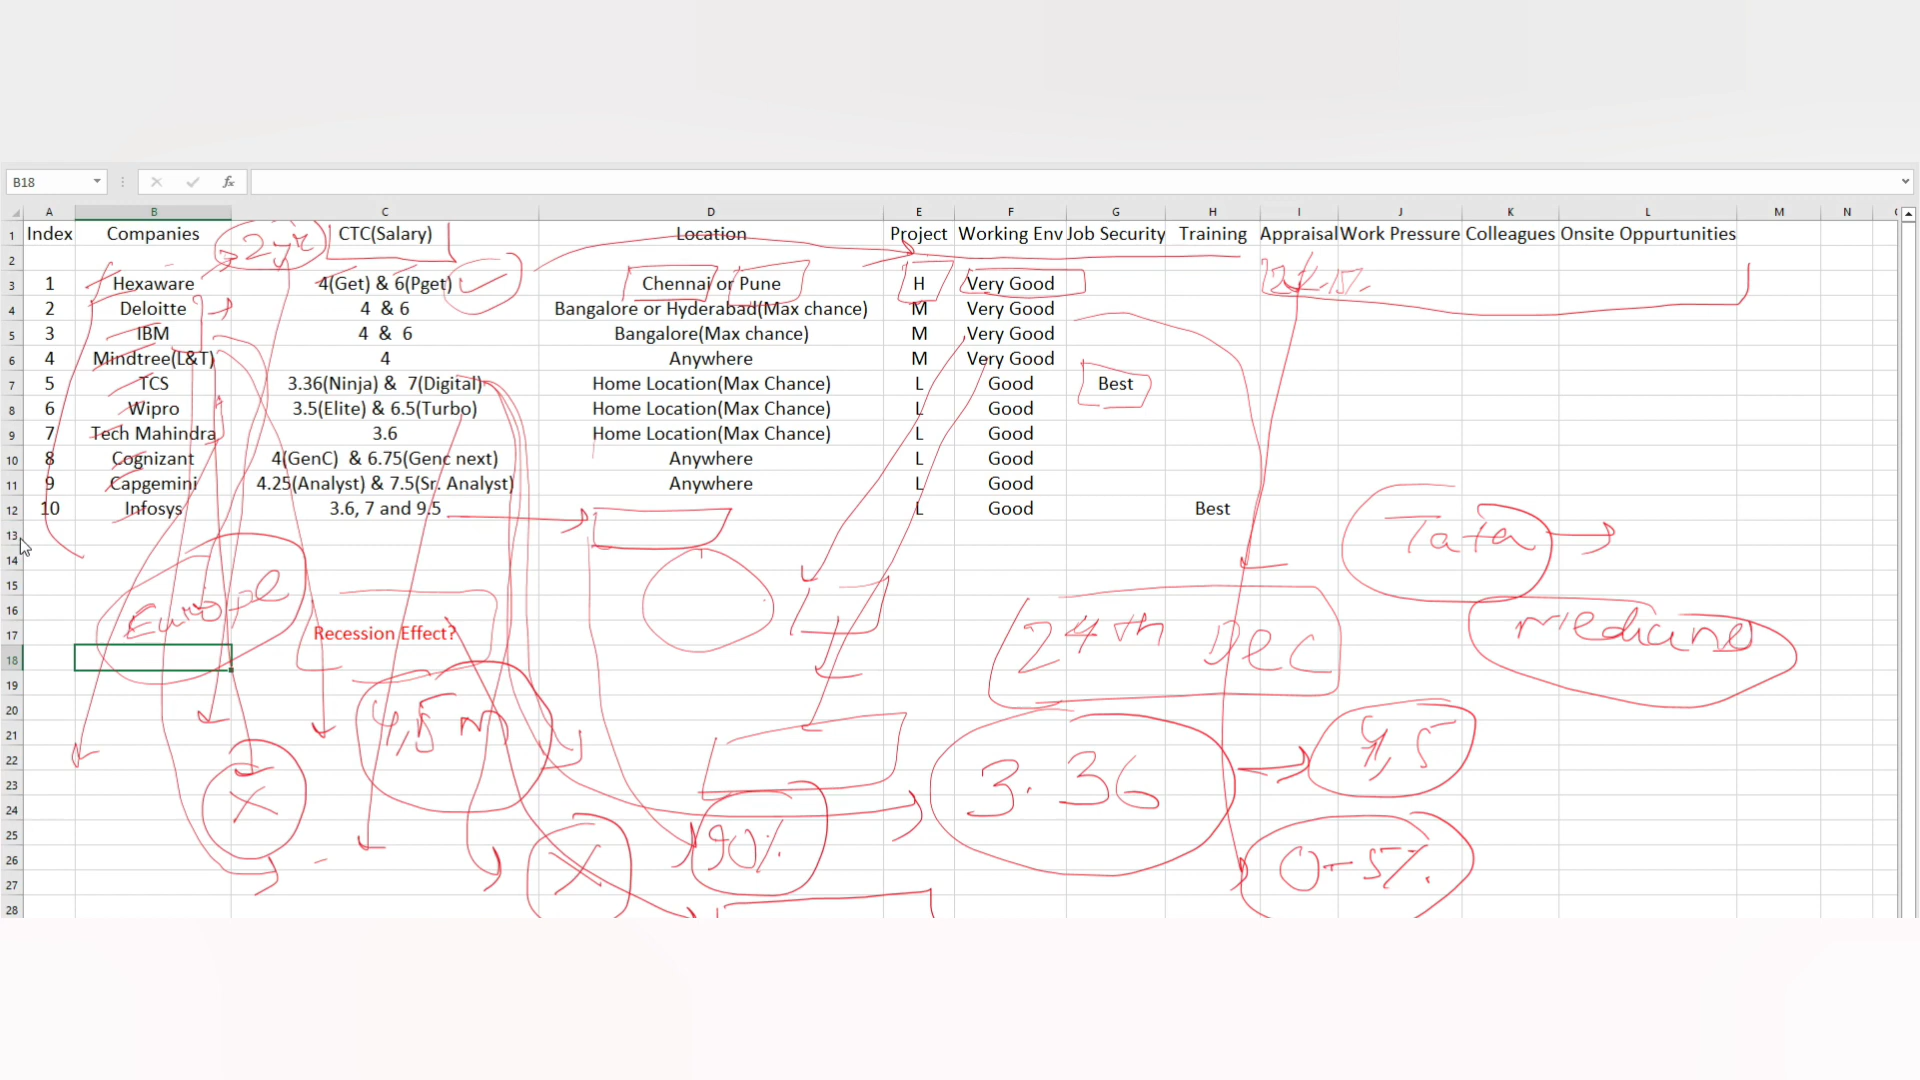 B18 fx
A B C D E F G H I J K L M N
1 Index Companies CTC(Salary) Location Project Working Env Job Security Training Appraisal Work Pressure Colleagues Onsite Oppurtunities
2 yr
2
3 1 Hexaware 4(Get) & 6(Pget) Chennai or Pune H Very Good
4 2 Deloitte 4 & 6 Bangalore or Hyderabad(Max chance) M Very Good
5 3 IBM 4 & 6 Bangalore(Max chance) M Very Good
6 4 Mindtree(L&T) 4 Anywhere M Very Good
7 5 TCS 3.36(Ninja) & 7(Digital) Home Location(Max Chance) L Good Best
8 6 Wipro 3.5(Elite) & 6.5(Turbo) Home Location(Max Chance) L Good
9 7 Tech Mahindra 3.6 Home Location(Max Chance) L Good
10 8 Cognizant 4(GenC) & 6.75(Genc next) Anywhere L Good
11 9 Capgemini 4.25(Analyst) & 7.5(Sr. Analyst) Anywhere L Good
12 10 Infosys 3.6, 7 and 9.5 L Good Best
13 Tata
14
15
16 Europe
17 Recession Effect? 24th Dec Medicine
18
19
20
21 4,5 m
22 3.36 4,5
23
24 X
25 90%
26 X 0-5%.
27
28